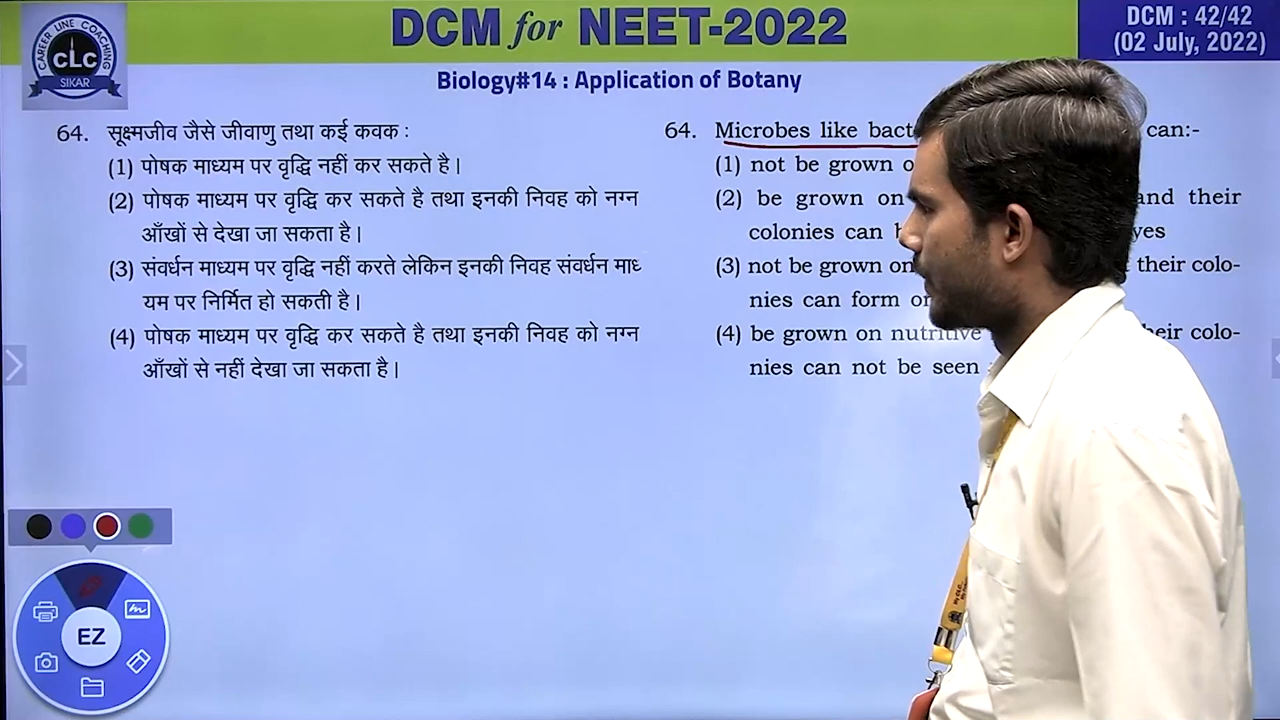 DCM for NEET-2022
DCM : 42/42
(02 July, 2022)
CAREER LINE COACHING
CLC
SIKAR
Biology#14 : Application of Botany
64. सूक्ष्मजीव जैसे जीवाणु तथा कई कवक :
(1) पोषक माध्यम पर वृद्धि नहीं कर सकते है।
(2) पोषक माध्यम पर वृद्धि कर सकते है तथा इनकी निवह को नग्न
आँखों से देखा जा सकता है।
(3) संवर्धन माध्यम पर वृद्धि नहीं करते लेकिन इनकी निवह संवर्धन माध
यम पर निर्मित हो सकती है।
(4) पोषक माध्यम पर वृद्धि कर सकते है तथा इनकी निवह को नग्न
आँखों से नहीं देखा जा सकता है।
64. Microbes like can:-
(1) not be grown
(2) be grown on and their
colonies can
(3) not be grown on their colo-
nies can form
(4) be grown on nutritive colo-
nies can not be seen
EZ